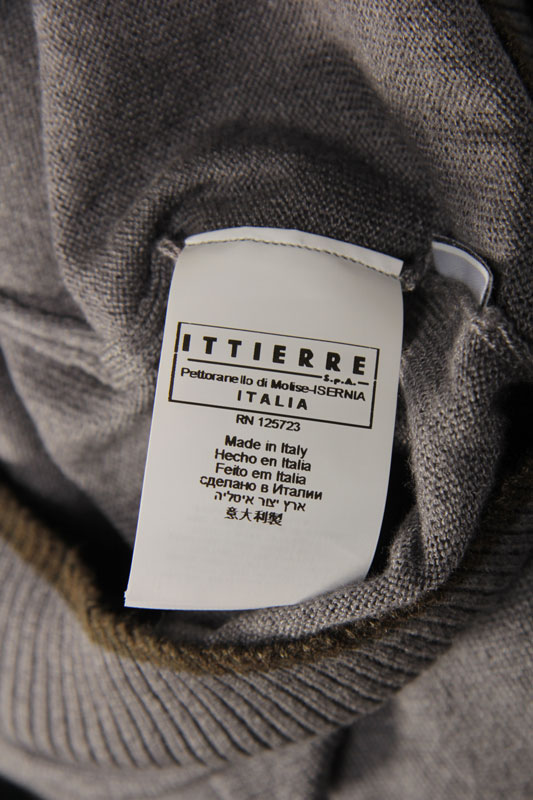 ITTIERRE
S.p.A.
Pettoranello di Molise-ISERNIA
ITALIA
RN 125723
Made in Italy
Hecho en Italia
Feito em Italia
сделано в Италии
ארץ יצור איטליה
意大利製